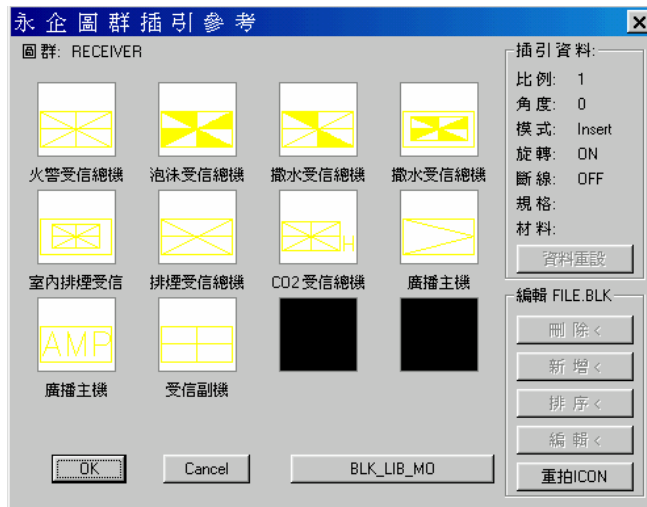 永企圖群插引參考
圖群: RECEIVER
火警受信總機 泡沫受信總機 撒水受信總機 撒水受信總機
室內排煙受信 排煙受信總機 CO2受信總機 廣播主機
H
AMP
廣播主機 受信副機
OK Cancel BLK_LIB_MO
插引資料:
比例: 1
角度: 0
模式: Insert
旋轉: ON
斷線: OFF
規格:
材料:
資料重設
編輯 FILE.BLK
刪除<
新增<
排序<
編輯<
重拍ICON